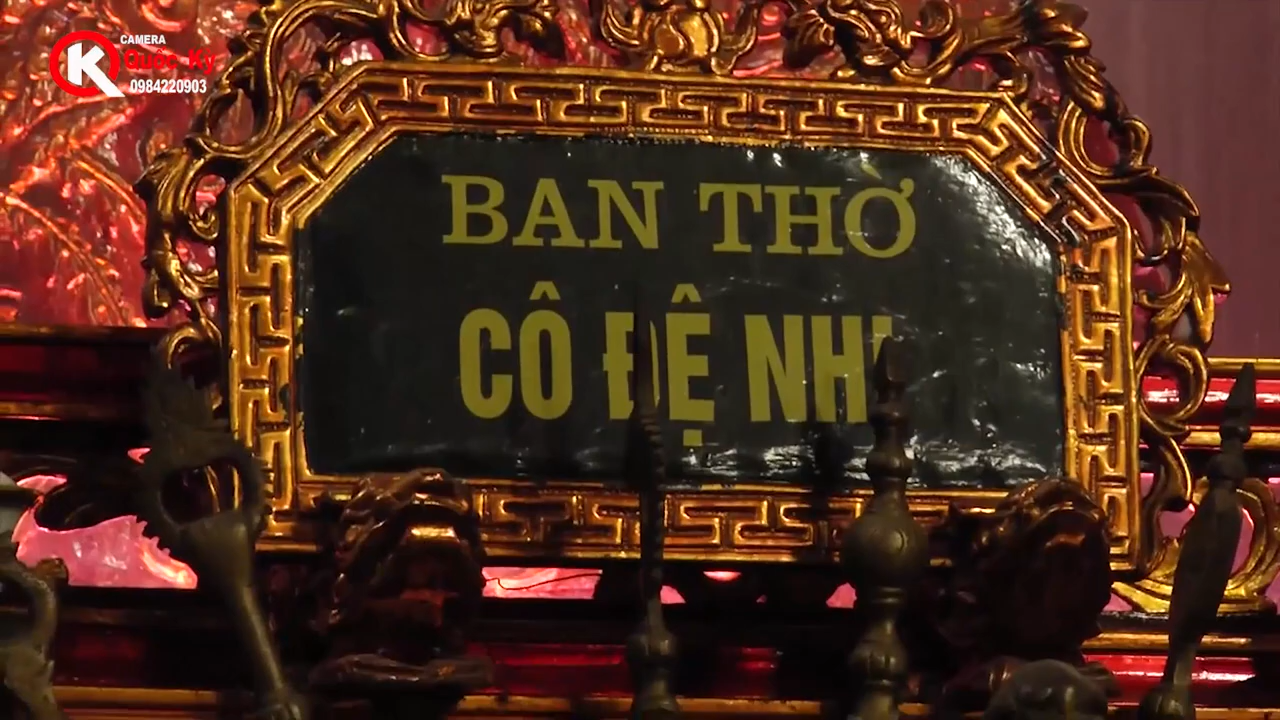 CAMERA
Quốc Kỳ
0984220903
BAN THỜ
CÔ ĐỆ NHỊ